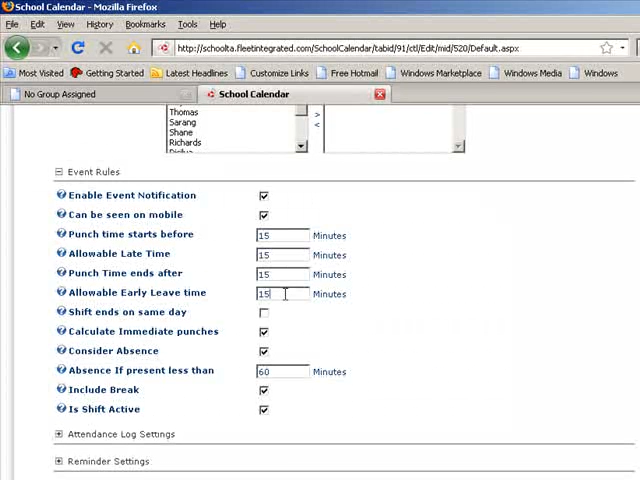 School Calendar - Mozilla Firefox
File Edit View History Bookmarks Tools Help
http://schoolta.fleetintegrated.com/SchoolCalendar/tabid/91/ctl/Edit/mid/520/Default.aspx
Most Visited Getting Started Latest Headlines Customize Links Free Hotmail Windows Marketplace Windows Media Windows
No Group Assigned School Calendar
Thomas
>
Sarang
<
Shane
Richards
Event Rules
Enable Event Notification
Can be seen on mobile
Punch time starts before 15 Minutes
Allowable Late Time 15 Minutes
Punch Time ends after 15 Minutes
Allowable Early Leave time 15 Minutes
Shift ends on same day
Calculate Immediate punches
Consider Absence
Absence If present less than 60 Minutes
Include Break
Is Shift Active
Attendance Log Settings
Reminder Settings